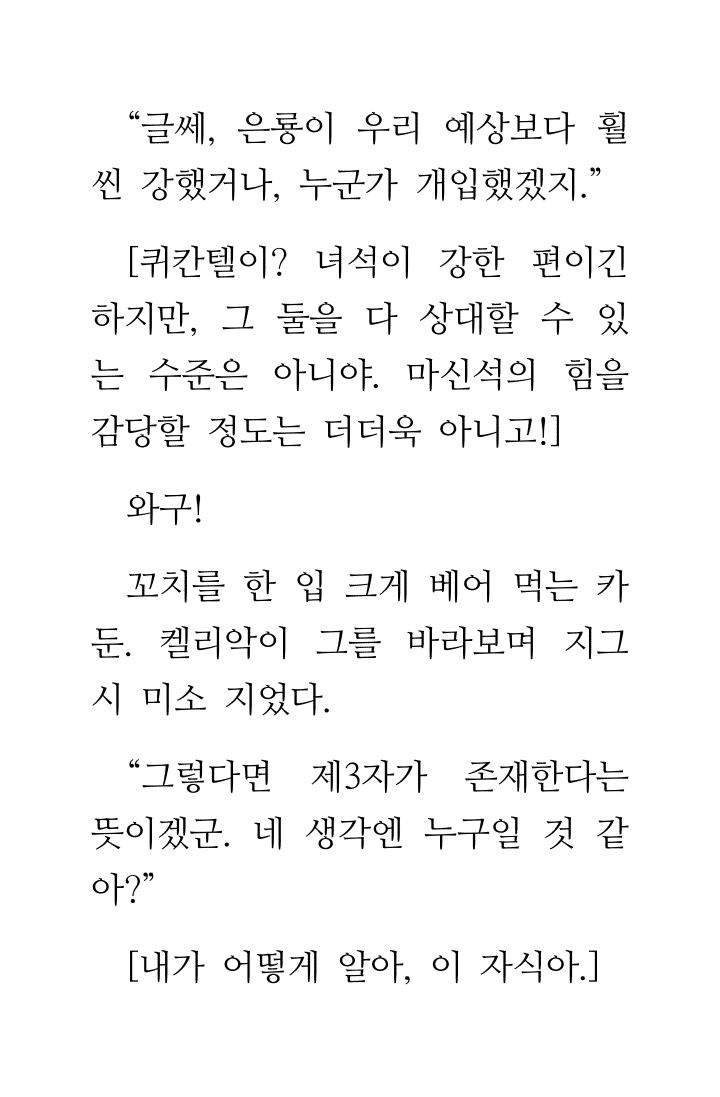 “글쎄, 은룡이 우리 예상보다 훨
씬 강했거나, 누군가 개입했겠지.”
[퀴칸텔이? 녀석이 강한 편이긴
하지만, 그 둘을 다 상대할 수 있
는 수준은 아니야. 마신석의 힘을
감당할 정도는 더더욱 아니고!]
와구!
꼬치를 한 입 크게 베어 먹는 카
둔. 켈리악이 그를 바라보며 지그
시 미소 지었다.
“그렇다면 제3자가 존재한다는
뜻이겠군. 네 생각엔 누구일 것 같
아?”
[내가 어떻게 알아, 이 자식아.]